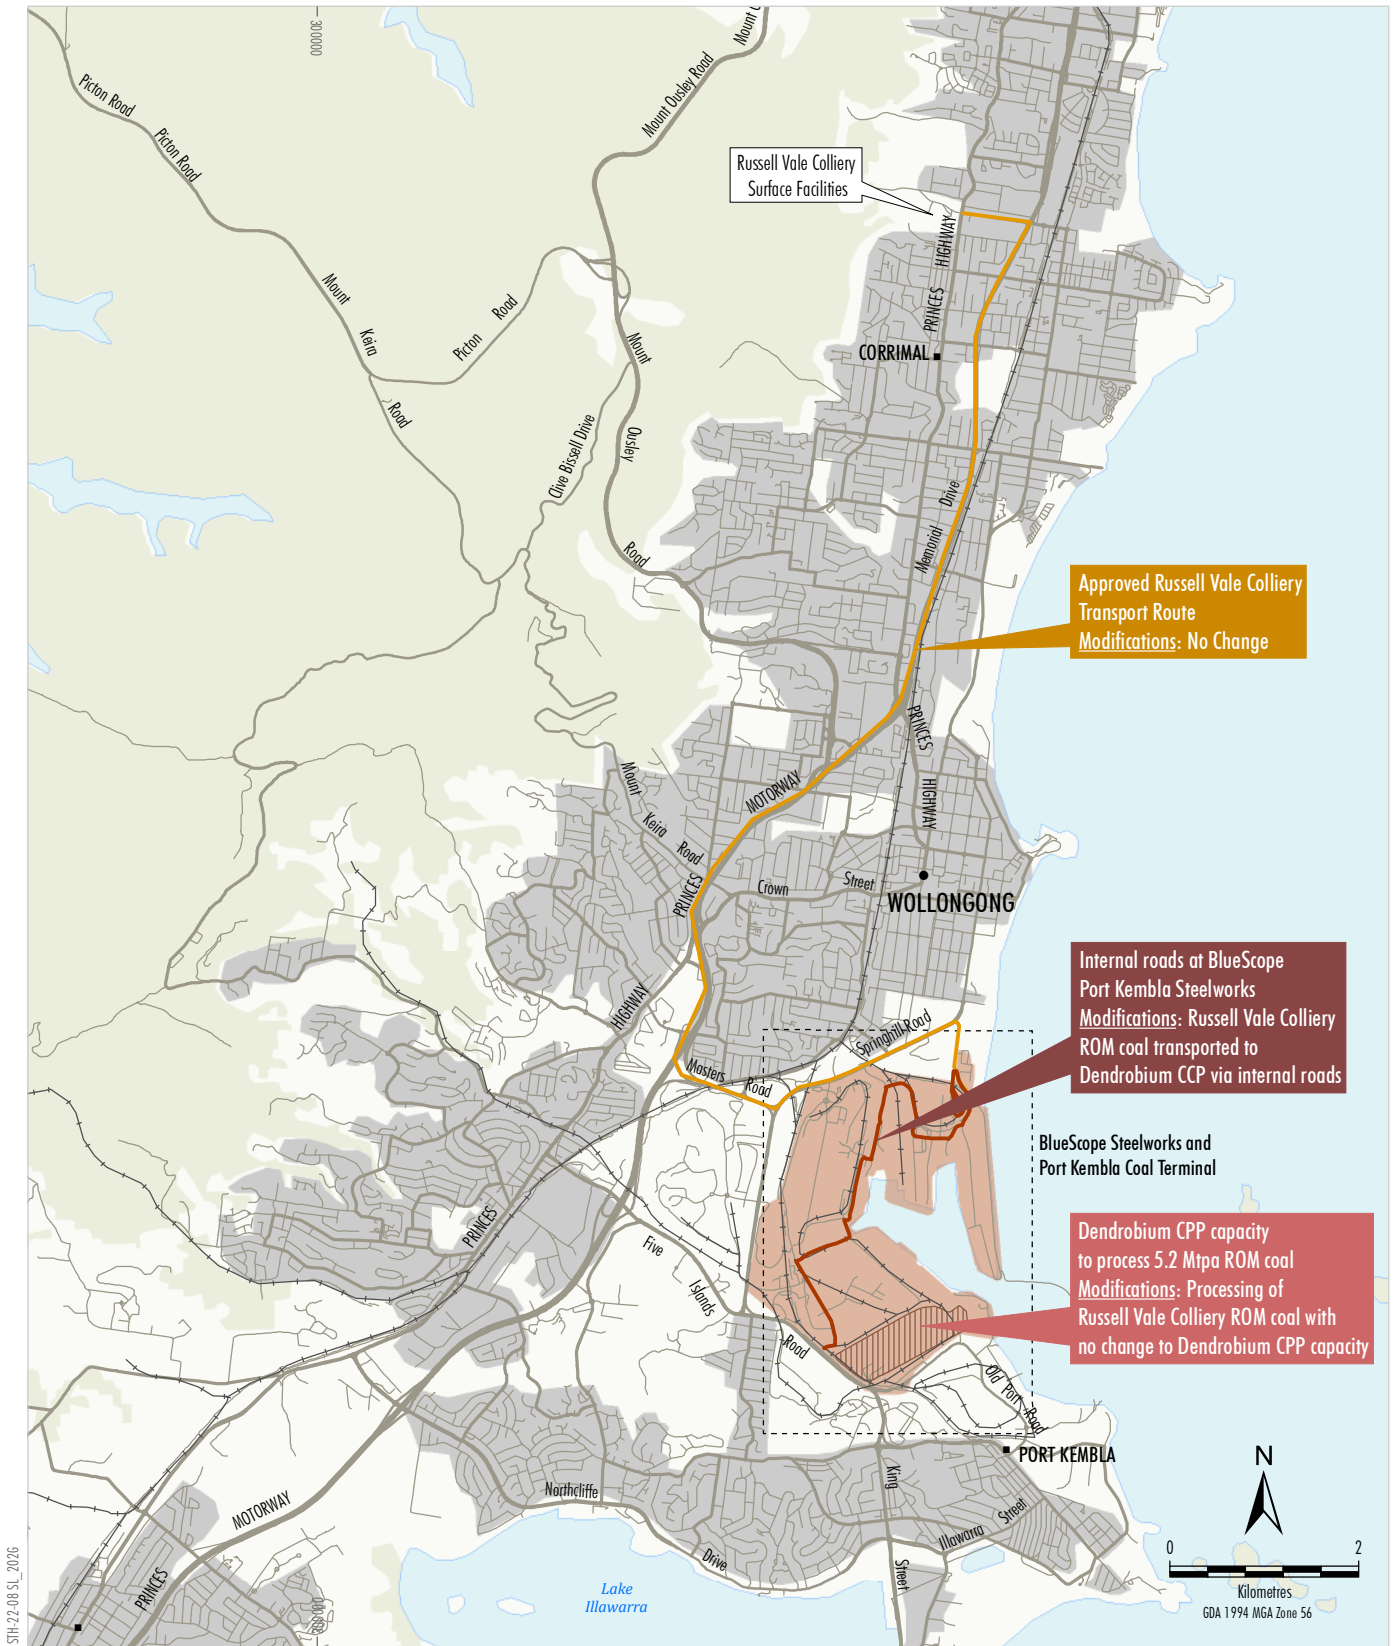 300000
Mount O
Mount Ousley Road
Picton Road
Picton Road
Russell Vale Colliery
Surface Facilities
HIGHWAY
PRINCES
Mount
Keira
Road
Picton Road
Mount
Ousley
Road
CORRIMAL
Clive Bissell Drive
Memorial Drive
Approved Russell Vale Colliery
Transport Route
Modifications: No Change
PRINCES
HIGHWAY
MOTORWAY
PRINCES
Mount
Keira
Road
Crown Street
WOLLONGONG
HIGHWAY
Internal roads at BlueScope
Port Kembla Steelworks
Modifications: Russell Vale Colliery
ROM coal transported to
Dendrobium CCP via internal roads
Springhill Road
Masters Road
BlueScope Steelworks and
Port Kembla Coal Terminal
PRINCES
Five
Islands
Road
Dendrobium CPP capacity
to process 5.2 Mtpa ROM coal
Modifications: Processing of
Russell Vale Colliery ROM coal with
no change to Dendrobium CPP capacity
Old Port Road
PORT KEMBLA
King
Street
Illawarra Street
Northcliffe
Drive
MOTORWAY
PRINCES
Lake
Illawarra
N
0 2
Kilometres
GDA 1994 MGA Zone 56
STH-22-08 SL_202G